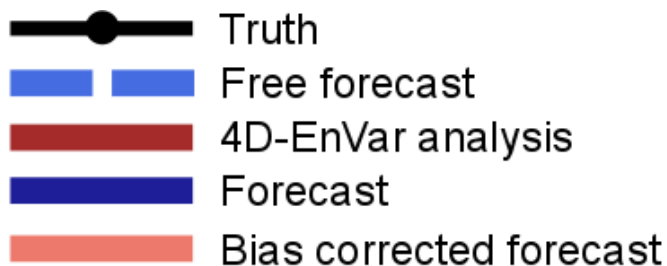 Truth
Free forecast
4D-EnVar analysis
Forecast
Bias corrected forecast